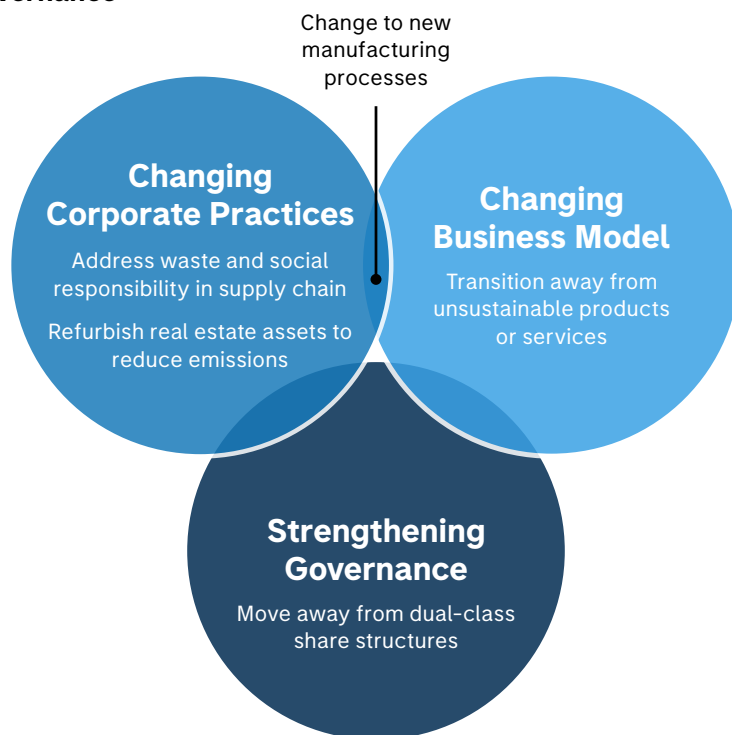 Change to new
manufacturing
processes
Changing
Corporate Practices
Address waste and social
responsibility in supply chain
Refurbish real estate assets to
reduce emissions
Changing
Business Model
Transition away from
unsustainable products
or services
Strengthening
Governance
Move away from dual-class
share structures